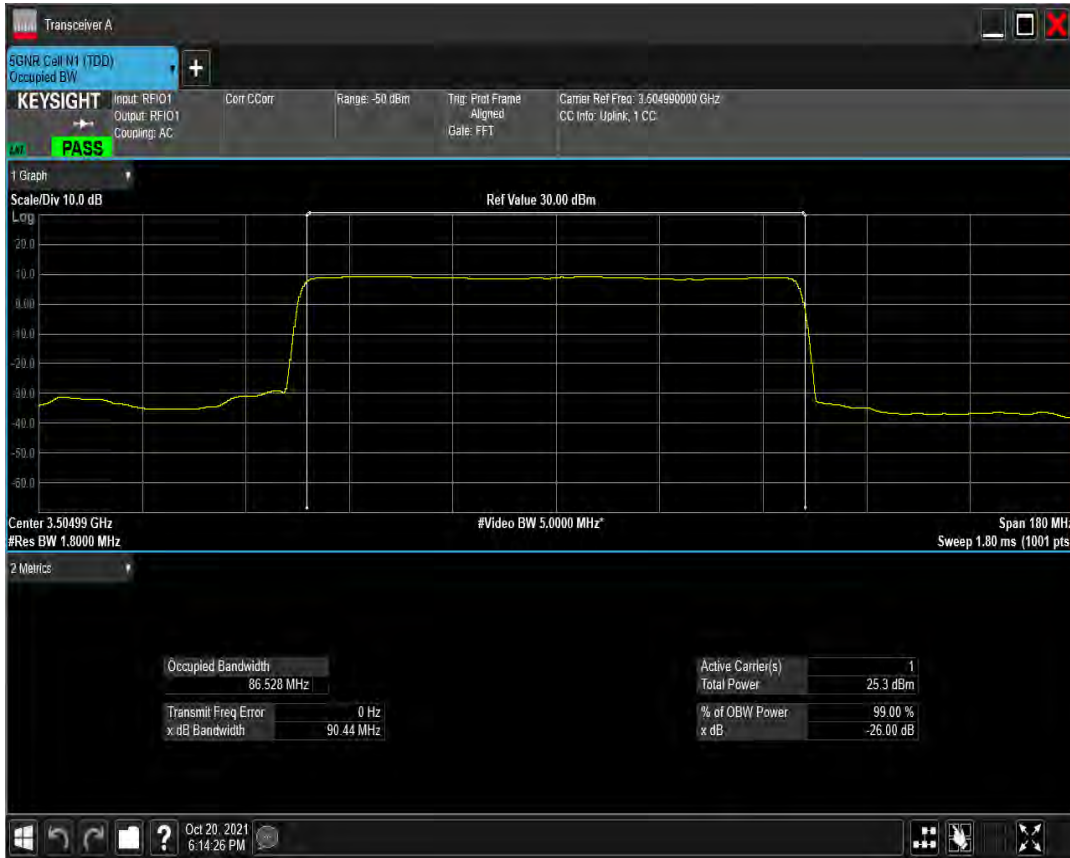 Transceiver A
5GNR Cell N1 (TDD)
Occupied BW
+
KEYSIGHT
Input: RFIO1
Output: RFIO1
Coupling: AC
Corr CCorr
Range: -50 dBm
Trig: Prot Frame
Aligned
Gate: FFT
Carrier Ref Freq: 3.504990000 GHz
CC Info: Uplink, 1 CC
PASS
1 Graph
Scale/Div 10.0 dB
Ref Value 30.00 dBm
Log
20.0
10.0
0.00
-10.0
-20.0
-30.0
-40.0
-50.0
-60.0
Center 3.50499 GHz
#Video BW 5.0000 MHz*
Span 180 MHz
#Res BW 1.8000 MHz
Sweep 1.80 ms (1001 pts
2 Metrics
Occupied Bandwidth
86.528 MHz
Transmit Freq Error 0 Hz
x dB Bandwidth 90.44 MHz
Active Carrier(s) 1
Total Power 25.3 dBm
% of OBW Power 99.00 %
x dB -26.00 dB
?
Oct 20, 2021
6:14:26 PM